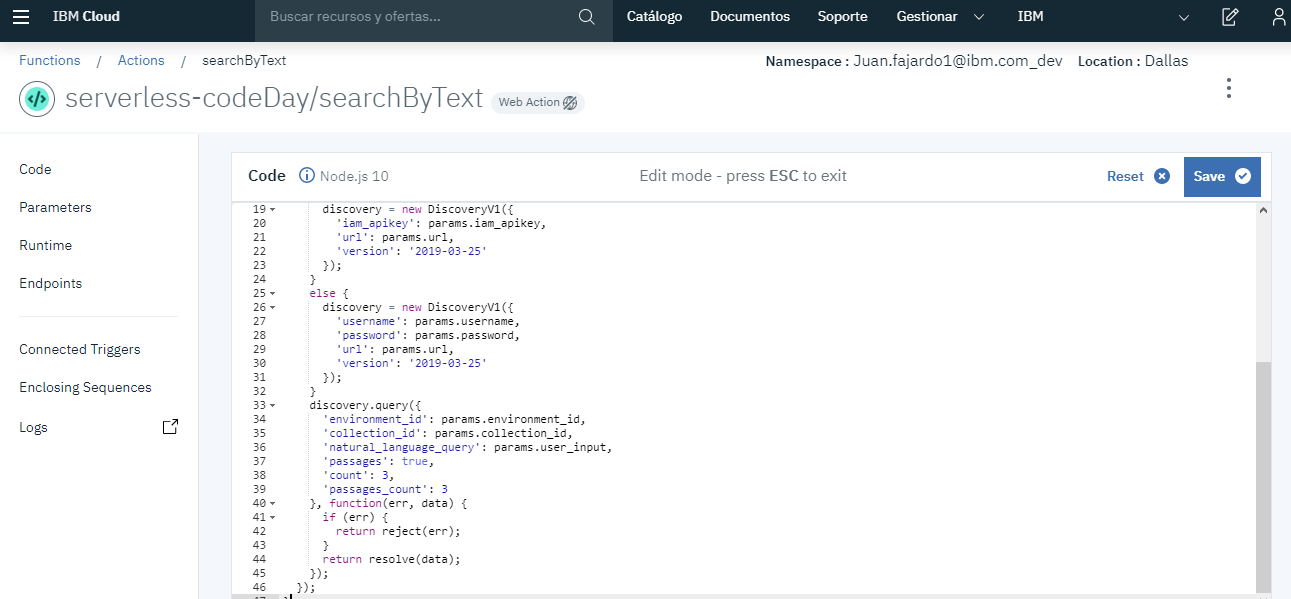 IBM Cloud
Buscar recursos y ofertas...
Catálogo Documentos Soporte Gestionar IBM
Functions / Actions / searchByText
Namespace : Juan.fajardo1@ibm.com_dev Location : Dallas
</> serverless-codeDay/searchByText Web Action
Code
Parameters
Runtime
Endpoints
Connected Triggers
Enclosing Sequences
Logs
Code Node.js 10 Edit mode - press ESC to exit Reset Save
19 discovery = new DiscoveryV1({
20 'iam_apikey': params.iam_apikey,
21 'url': params.url,
22 'version': '2019-03-25'
23 });
24 }
25 else {
26 discovery = new DiscoveryV1({
27 'username': params.username,
28 'password': params.password,
29 'url': params.url,
30 'version': '2019-03-25'
31 });
32 }
33 discovery.query({
34 'environment_id': params.environment_id,
35 'collection_id': params.collection_id,
36 'natural_language_query': params.user_input,
37 'passages': true,
38 'count': 3,
39 'passages_count': 3
40 }, function(err, data) {
41 if (err) {
42 return reject(err);
43 }
44 return resolve(data);
45 });
46 });